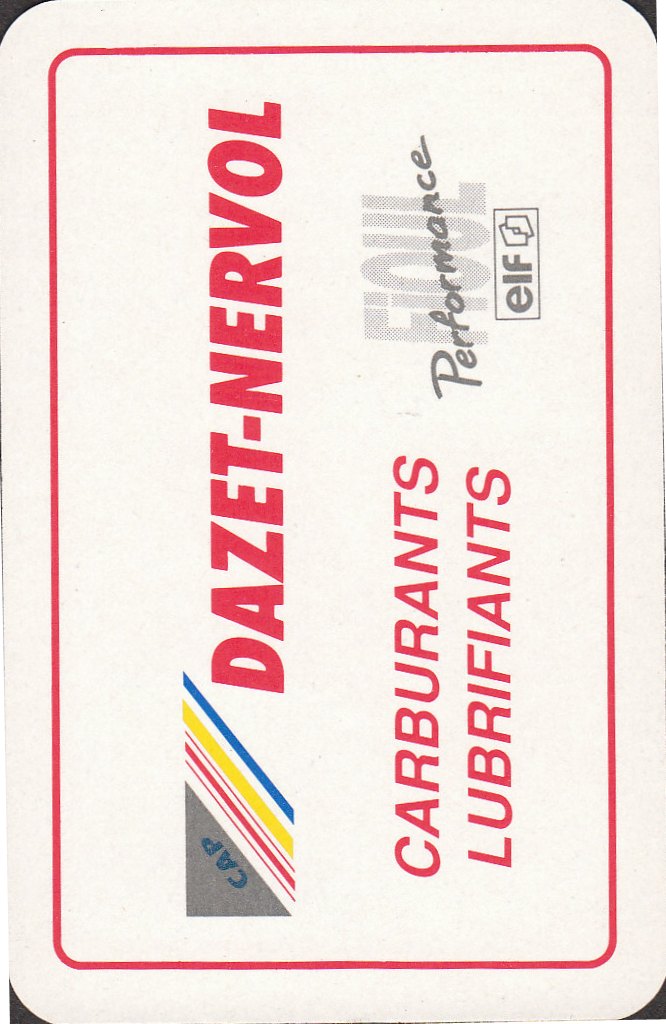 CAP
DAZET-NERVOL
CARBURANTS
LUBRIFIANTS
FIOUL
Performance
elf